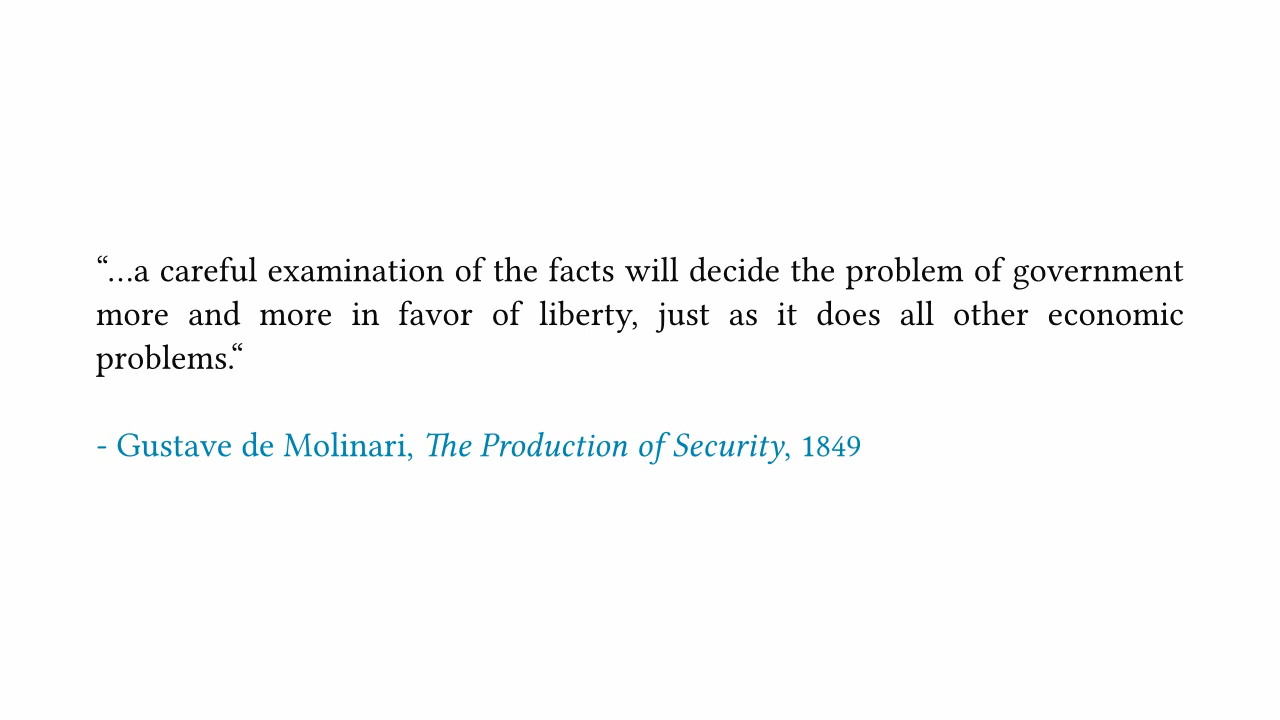 “…a careful examination of the facts will decide the problem of government
more and more in favor of liberty, just as it does all other economic
problems.“
- Gustave de Molinari, The Production of Security, 1849